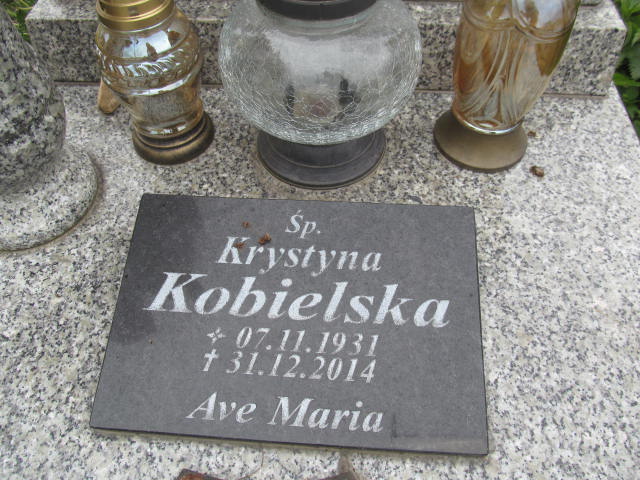 Śp.
Krystyna
Kobielska
✢ 07.11.1931
† 31.12.2014
Ave Maria